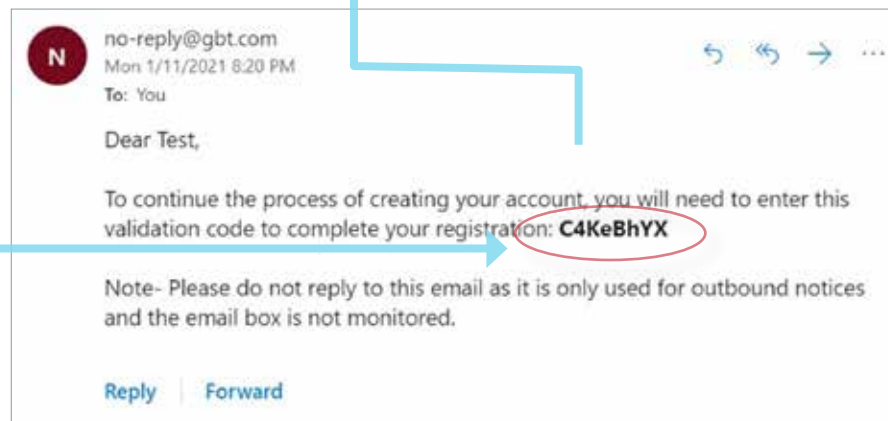 N
no-reply@gbt.com
Mon 1/11/2021 8:20 PM
To: You
Dear Test,
To continue the process of creating your account, you will need to enter this
validation code to complete your registration: C4KeBhYX
Note- Please do not reply to this email as it is only used for outbound notices
and the email box is not monitored.
Reply Forward